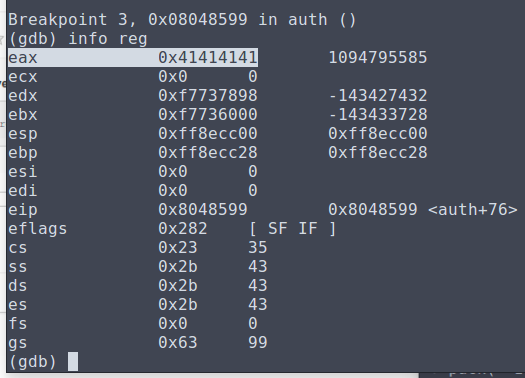 Breakpoint 3, 0x08048599 in auth ()
(gdb) info reg
eax 0x41414141 1094795585
ecx 0x0 0
edx 0xf7737898 -143427432
ebx 0xf7736000 -143433728
esp 0xff8ecc00 0xff8ecc00
ebp 0xff8ecc28 0xff8ecc28
esi 0x0 0
edi 0x0 0
eip 0x8048599 0x8048599 <auth+76>
eflags 0x282 [ SF IF ]
cs 0x23 35
ss 0x2b 43
ds 0x2b 43
es 0x2b 43
fs 0x0 0
gs 0x63 99
(gdb)